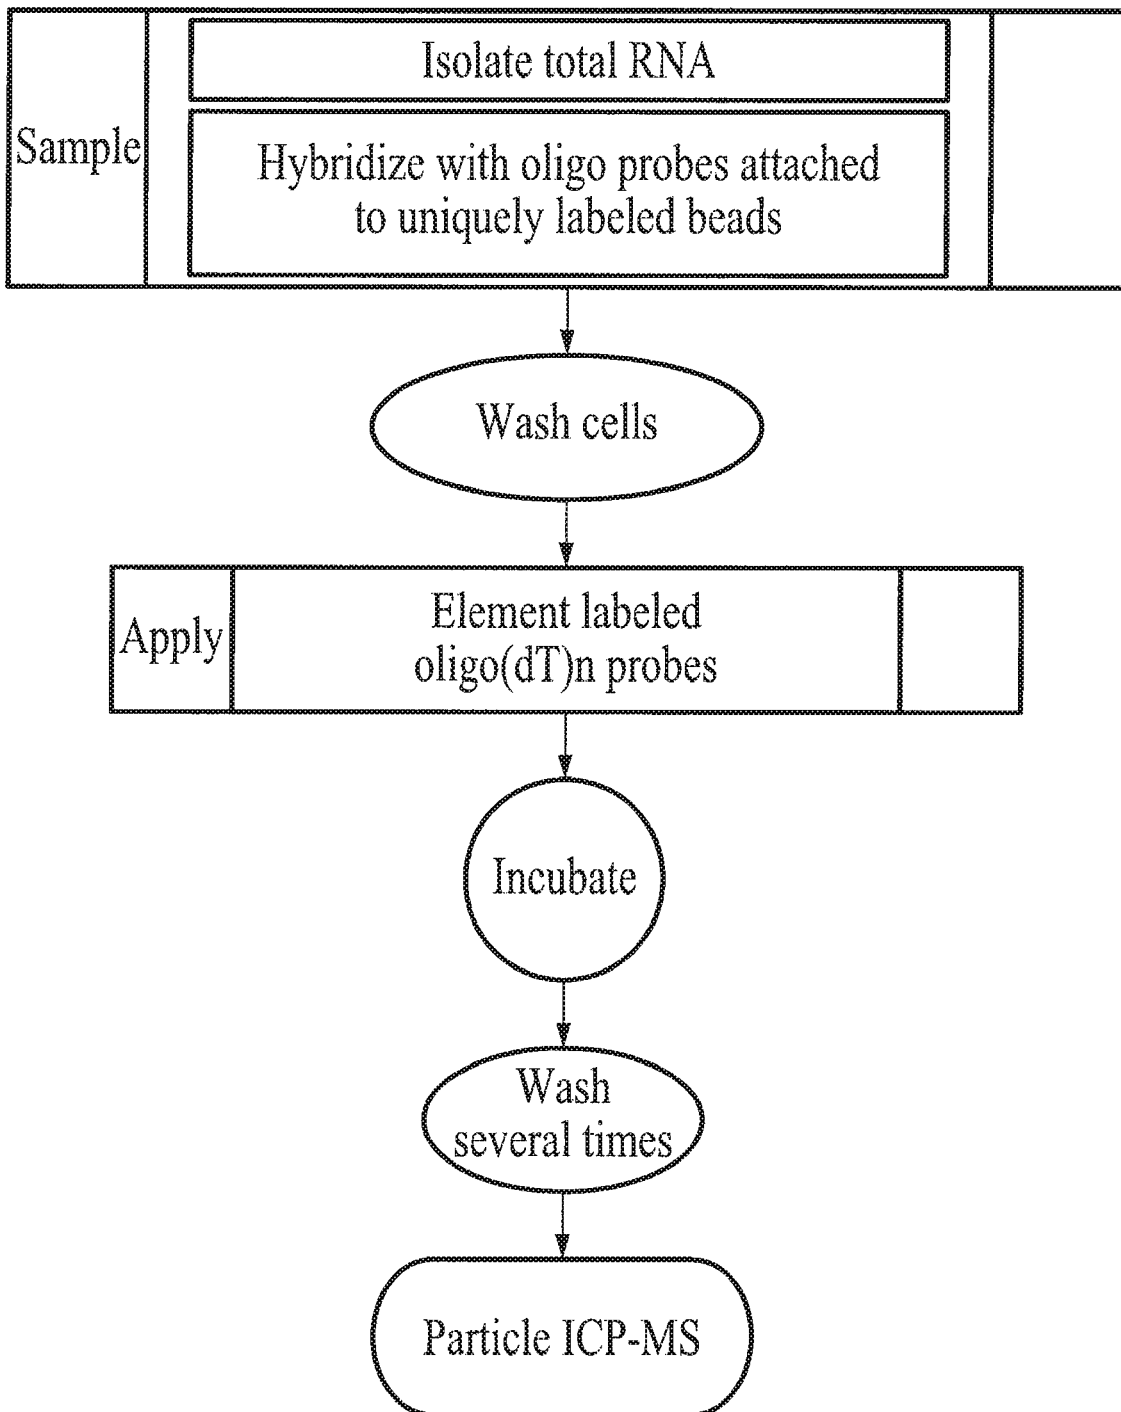 Sample
Isolate total RNA
Hybridize with oligo probes attached
to uniquely labeled beads
Wash cells
Apply
Element labeled
oligo(dT)n probes
Incubate
Wash
several times
Particle ICP-MS